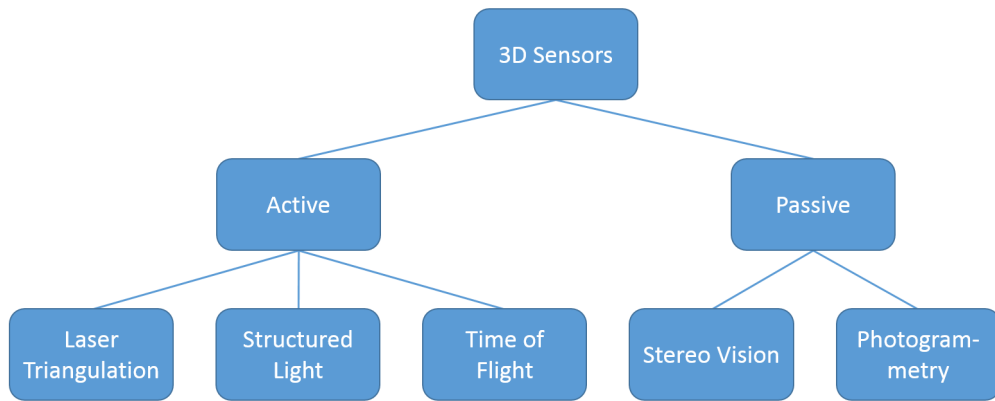 3D Sensors
Active
Passive
Laser
Triangulation
Structured
Light
Time of
Flight
Stereo Vision
Photogram-
metry